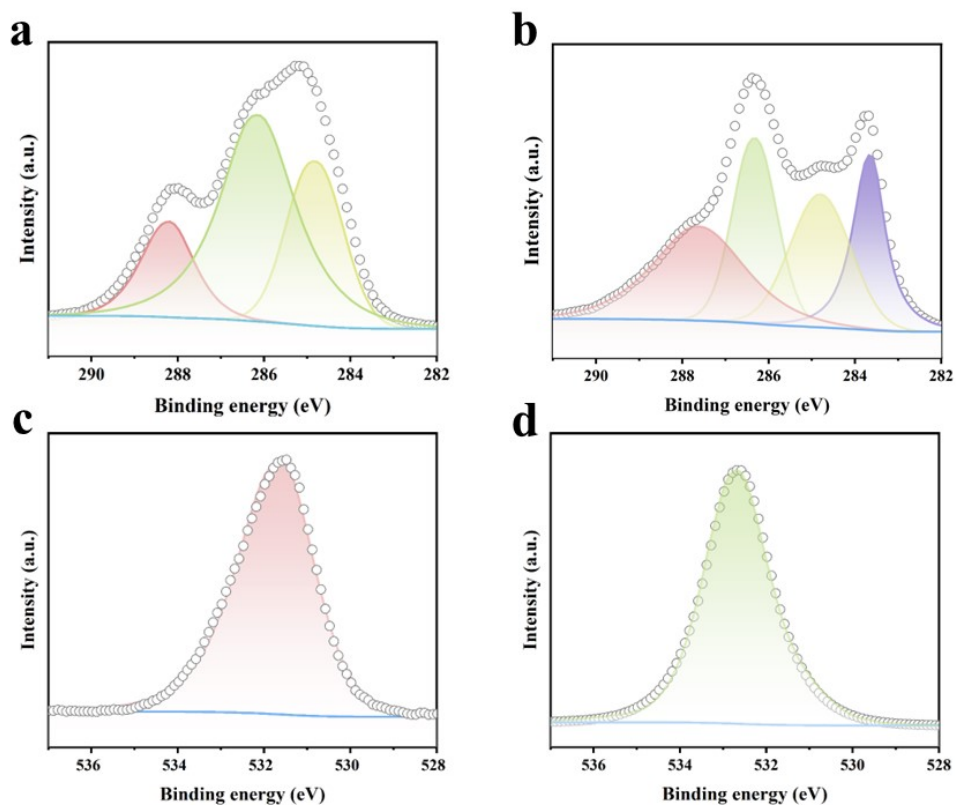 a
b
Intensity (a.u.)
Intensity (a.u.)
290 288 286 284 282
290 288 286 284 282
Binding energy (eV)
Binding energy (eV)
c
d
Intensity (a.u.)
Intensity (a.u.)
536 534 532 530 528
536 534 532 530 528
Binding energy (eV)
Binding energy (eV)